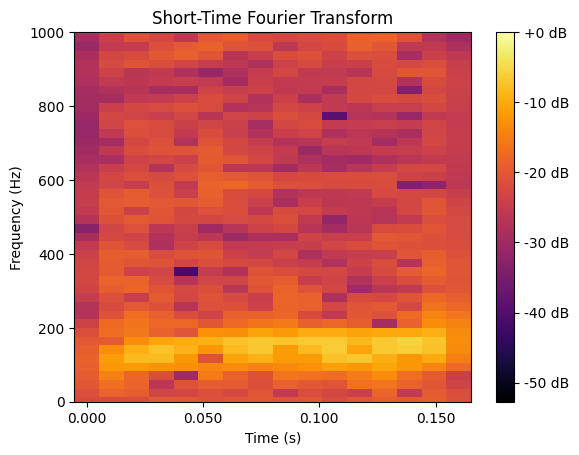 Short-Time Fourier Transform
Frequency (Hz)
1000
800
600
400
200
0
0.000
0.050
0.100
0.150
Time (s)
+0 dB
-10 dB
-20 dB
-30 dB
-40 dB
-50 dB